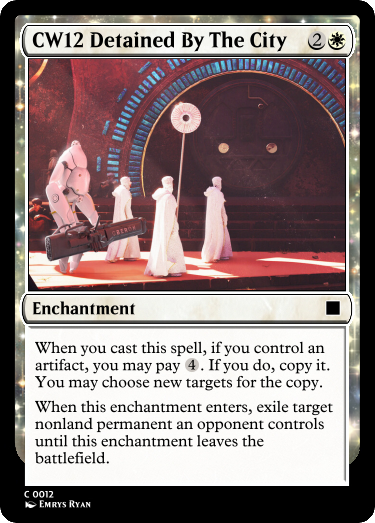 CW12 Detained By The City 2
Enchantment
When you cast this spell, if you control an
artifact, you may pay 4. If you do, copy it.
You may choose new targets for the copy.
When this enchantment enters, exile target
nonland permanent an opponent controls
until this enchantment leaves the
battlefield.
C 0012
Emrys Ryan